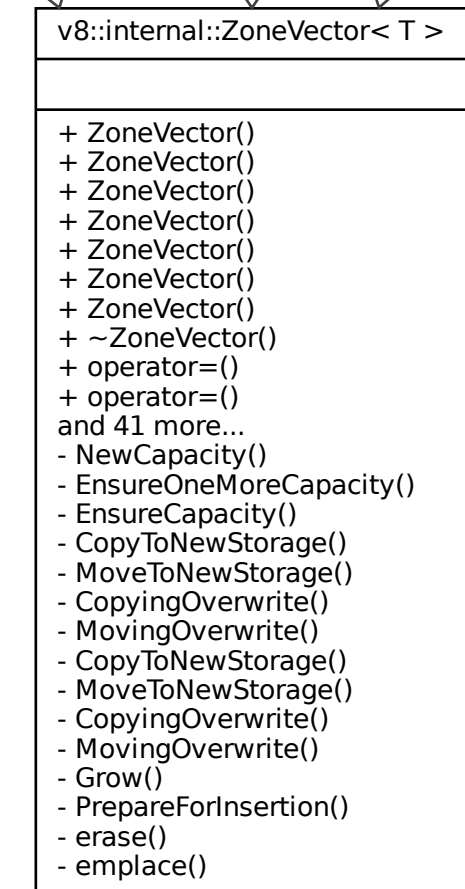 v8::internal::ZoneVector< T >
+ ZoneVector()
+ ZoneVector()
+ ZoneVector()
+ ZoneVector()
+ ZoneVector()
+ ZoneVector()
+ ZoneVector()
+ ~ZoneVector()
+ operator=()
+ operator=()
and 41 more...
- NewCapacity()
- EnsureOneMoreCapacity()
- EnsureCapacity()
- CopyToNewStorage()
- MoveToNewStorage()
- CopyingOverwrite()
- MovingOverwrite()
- CopyToNewStorage()
- MoveToNewStorage()
- CopyingOverwrite()
- MovingOverwrite()
- Grow()
- PrepareForInsertion()
- erase()
- emplace()